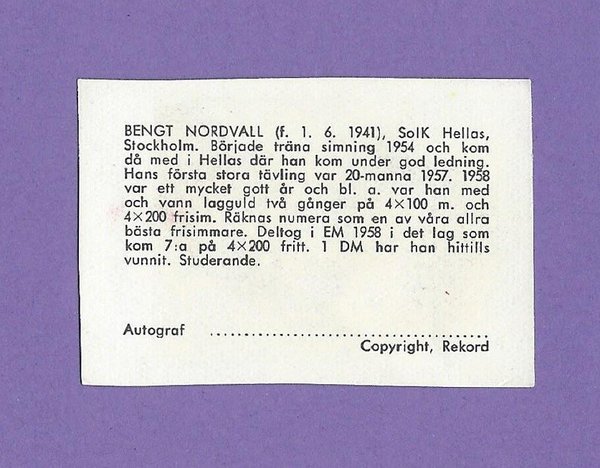 BENGT NORDVALL (f. 1. 6. 1941), SoIK Hellas,
Stockholm. Började träna simning 1954 och kom
då med i Hellas där han kom under god ledning.
Hans första stora tävling var 20-manna 1957. 1958
var ett mycket gott år och bl. a. var han med
och vann lagguld två gånger på 4×100 m. och
4×200 frisim. Räknas numera som en av våra allra
bästa frisimmare. Deltog i EM 1958 i det lag som
kom 7:a på 4×200 fritt. 1 DM har han hittills
vunnit. Studerande.
Autograf ........................................
Copyright, Rekord